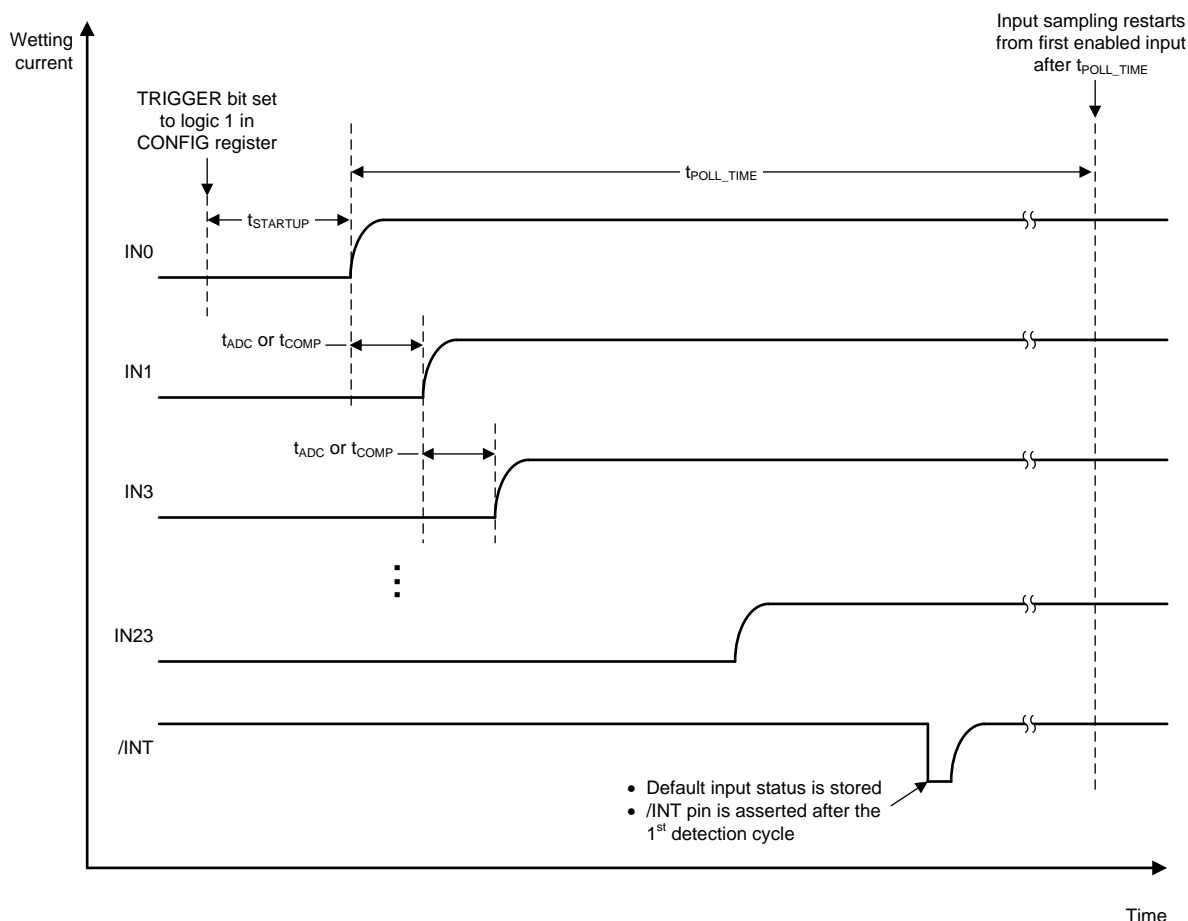 Wetting
current
Input sampling restarts
from first enabled input
after tPOLL_TIME
TRIGGER bit set
to logic 1 in
CONFIG register
tPOLL_TIME
tSTARTUP
IN0
tADC or tCOMP
IN1
tADC or tCOMP
IN3
IN23
/INT
• Default input status is stored
• /INT pin is asserted after the
1st detection cycle
Time